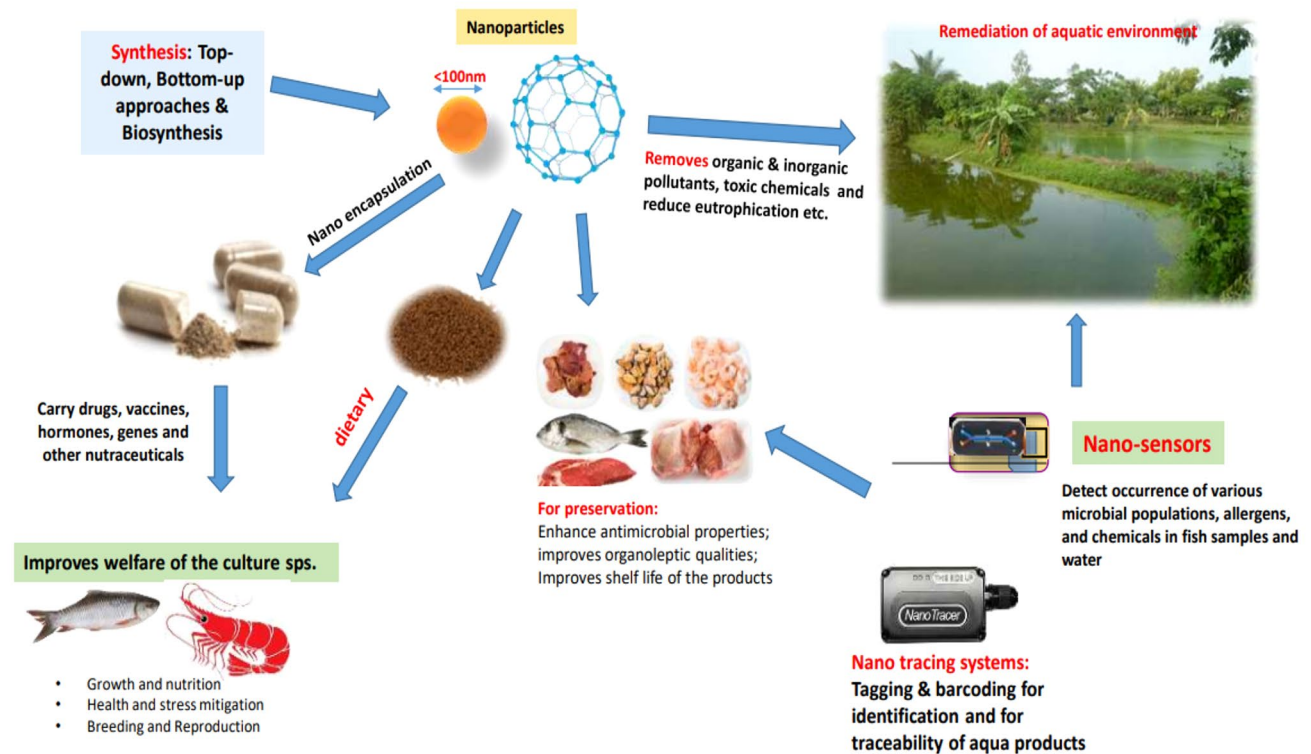 Nanoparticles
Synthesis: Top-
down, Bottom-up
approaches &
Biosynthesis
<100nm
Remediation of aquatic environment
Removes organic & inorganic
pollutants, toxic chemicals and
reduce eutrophication etc.
Nano encapsulation
Carry drugs, vaccines,
hormones, genes and
other nutraceuticals
dietary
For preservation:
Enhance antimicrobial properties;
improves organoleptic qualities;
Improves shelf life of the products
Nano-sensors
Detect occurrence of various
microbial populations, allergens,
and chemicals in fish samples and
water
Improves welfare of the culture sps.
• Growth and nutrition
• Health and stress mitigation
• Breeding and Reproduction
THIS SIDE UP
NanoTracer
Nano tracing systems:
Tagging & barcoding for
identification and for
traceability of aqua products